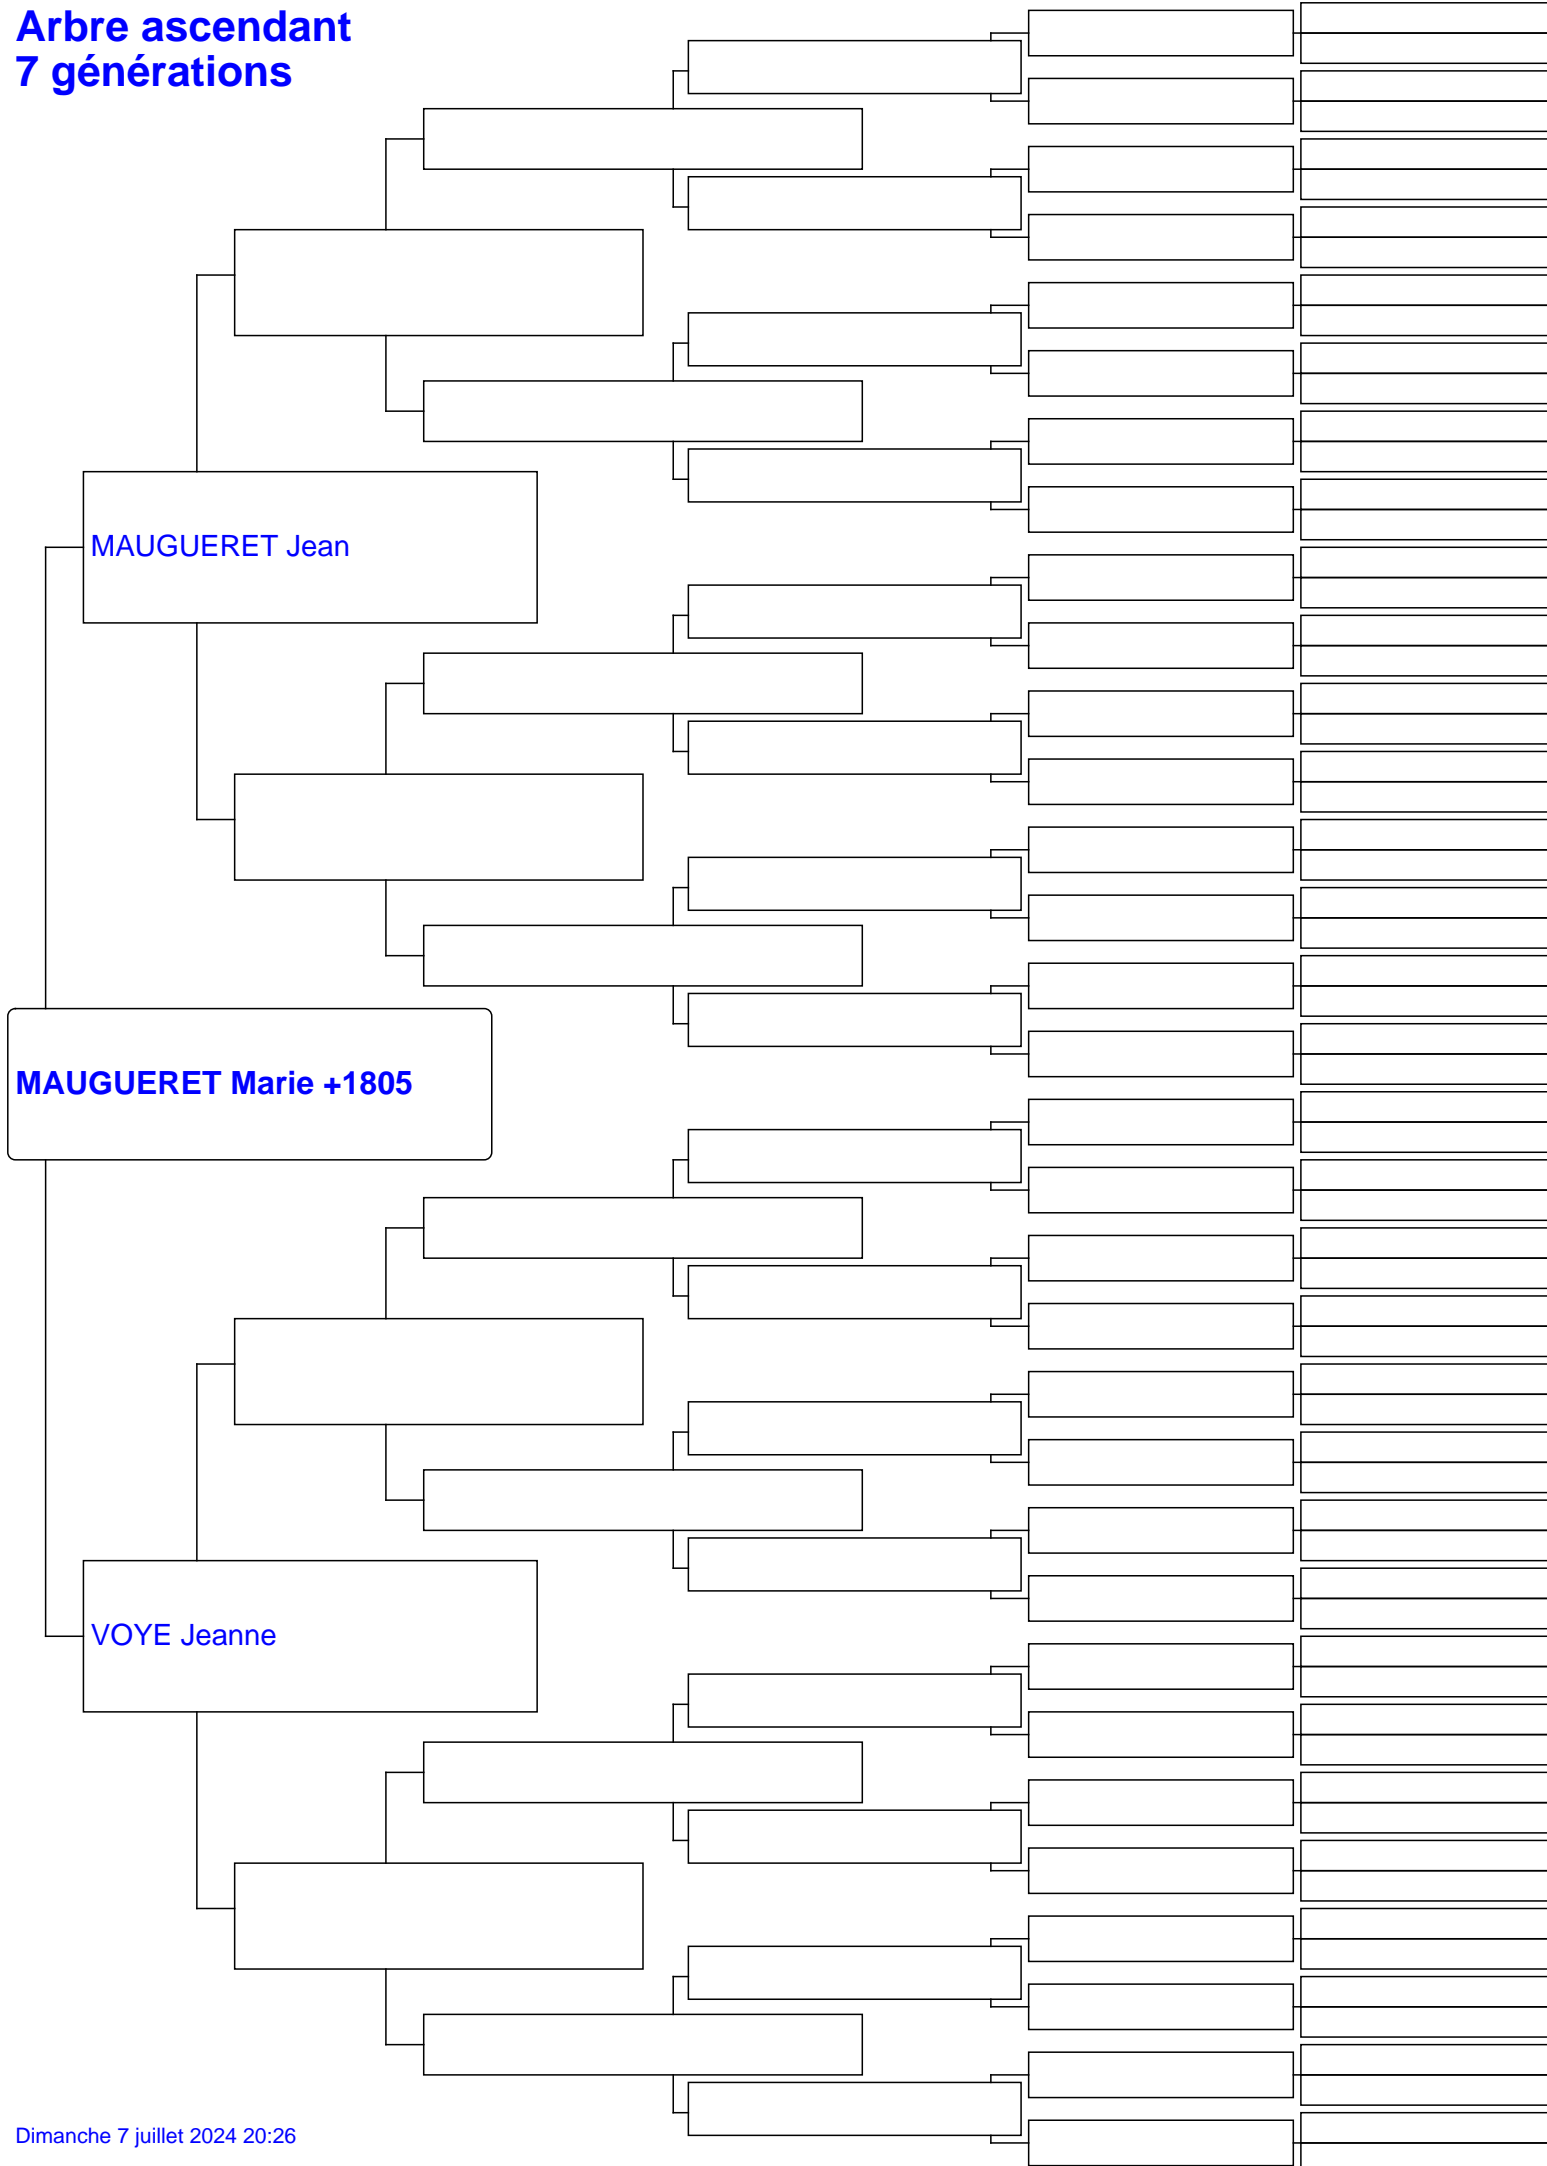 Arbre ascendant
7 générations
MAUGUERET Jean
MAUGUERET Marie +1805
VOYE Jeanne
Dimanche 7 juillet 2024 20:26